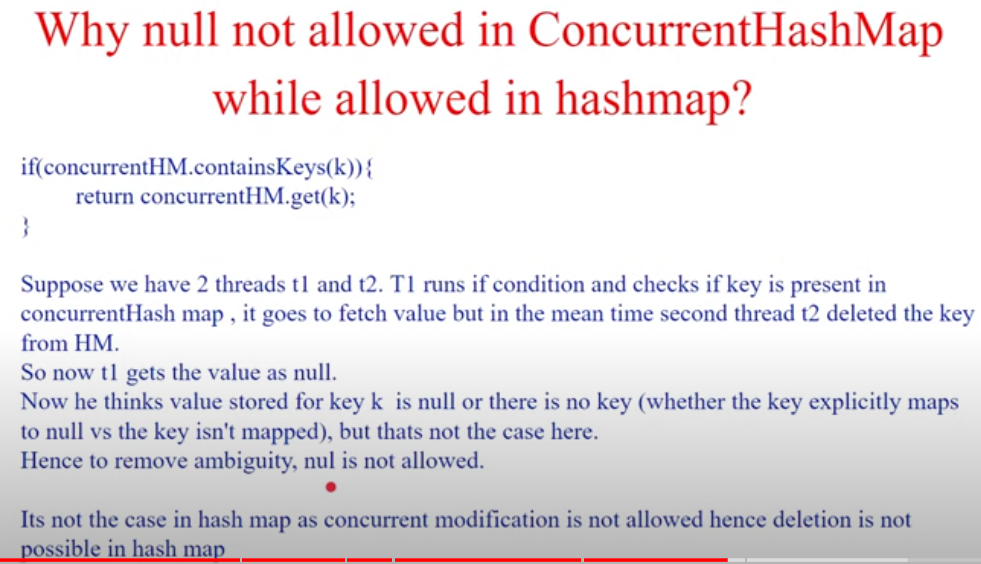 Why null not allowed in ConcurrentHashMap
while allowed in hashmap?
if(concurrentHM.containsKeys(k)){
return concurrentHM.get(k);
}
Suppose we have 2 threads t1 and t2. T1 runs if condition and checks if key is present in
concurrentHash map , it goes to fetch value but in the mean time second thread t2 deleted the key
from HM.
So now t1 gets the value as null.
Now he thinks value stored for key k  is null or there is no key (whether the key explicitly maps
to null vs the key isn't mapped), but thats not the case here.
Hence to remove ambiguity, nul is not allowed.
Its not the case in hash map as concurrent modification is not allowed hence deletion is not
possible in hash map